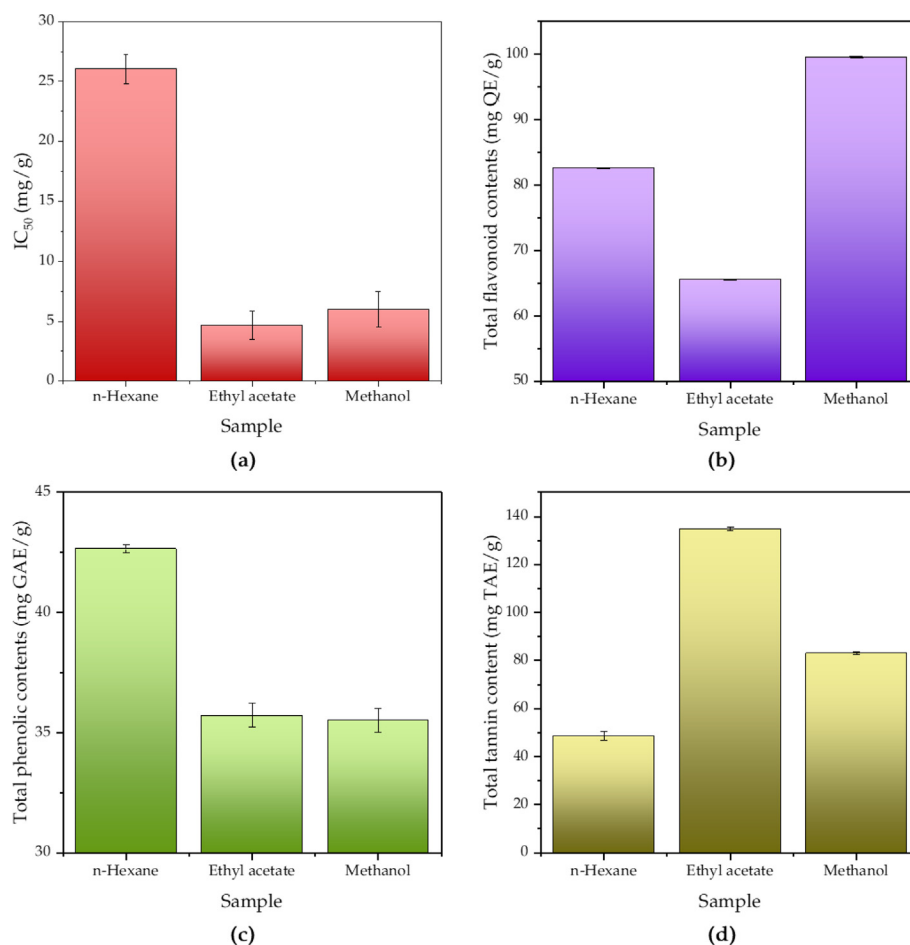 IC₅₀ (mg/g)
30
25
20
15
10
5
0
n-Hexane Ethyl acetate Methanol
Sample
(a)
Total flavonoid contents (mg QE/g)
100
90
80
70
60
50
n-Hexane Ethyl acetate Methanol
Sample
(b)
Total phenolic contents (mg GAE/g)
45
40
35
30
n-Hexane Ethyl acetate Methanol
Sample
(c)
Total tannin content (mg TAE/g)
140
120
100
80
60
40
20
0
n-Hexane Ethyl acetate Methanol
Sample
(d)